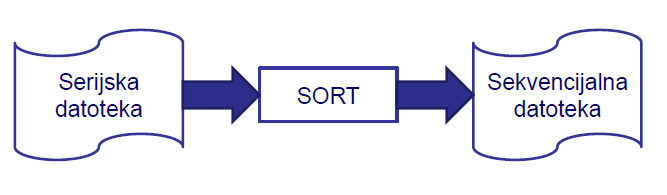 Serijska
datoteka
SORT
Sekvencijalna
datoteka